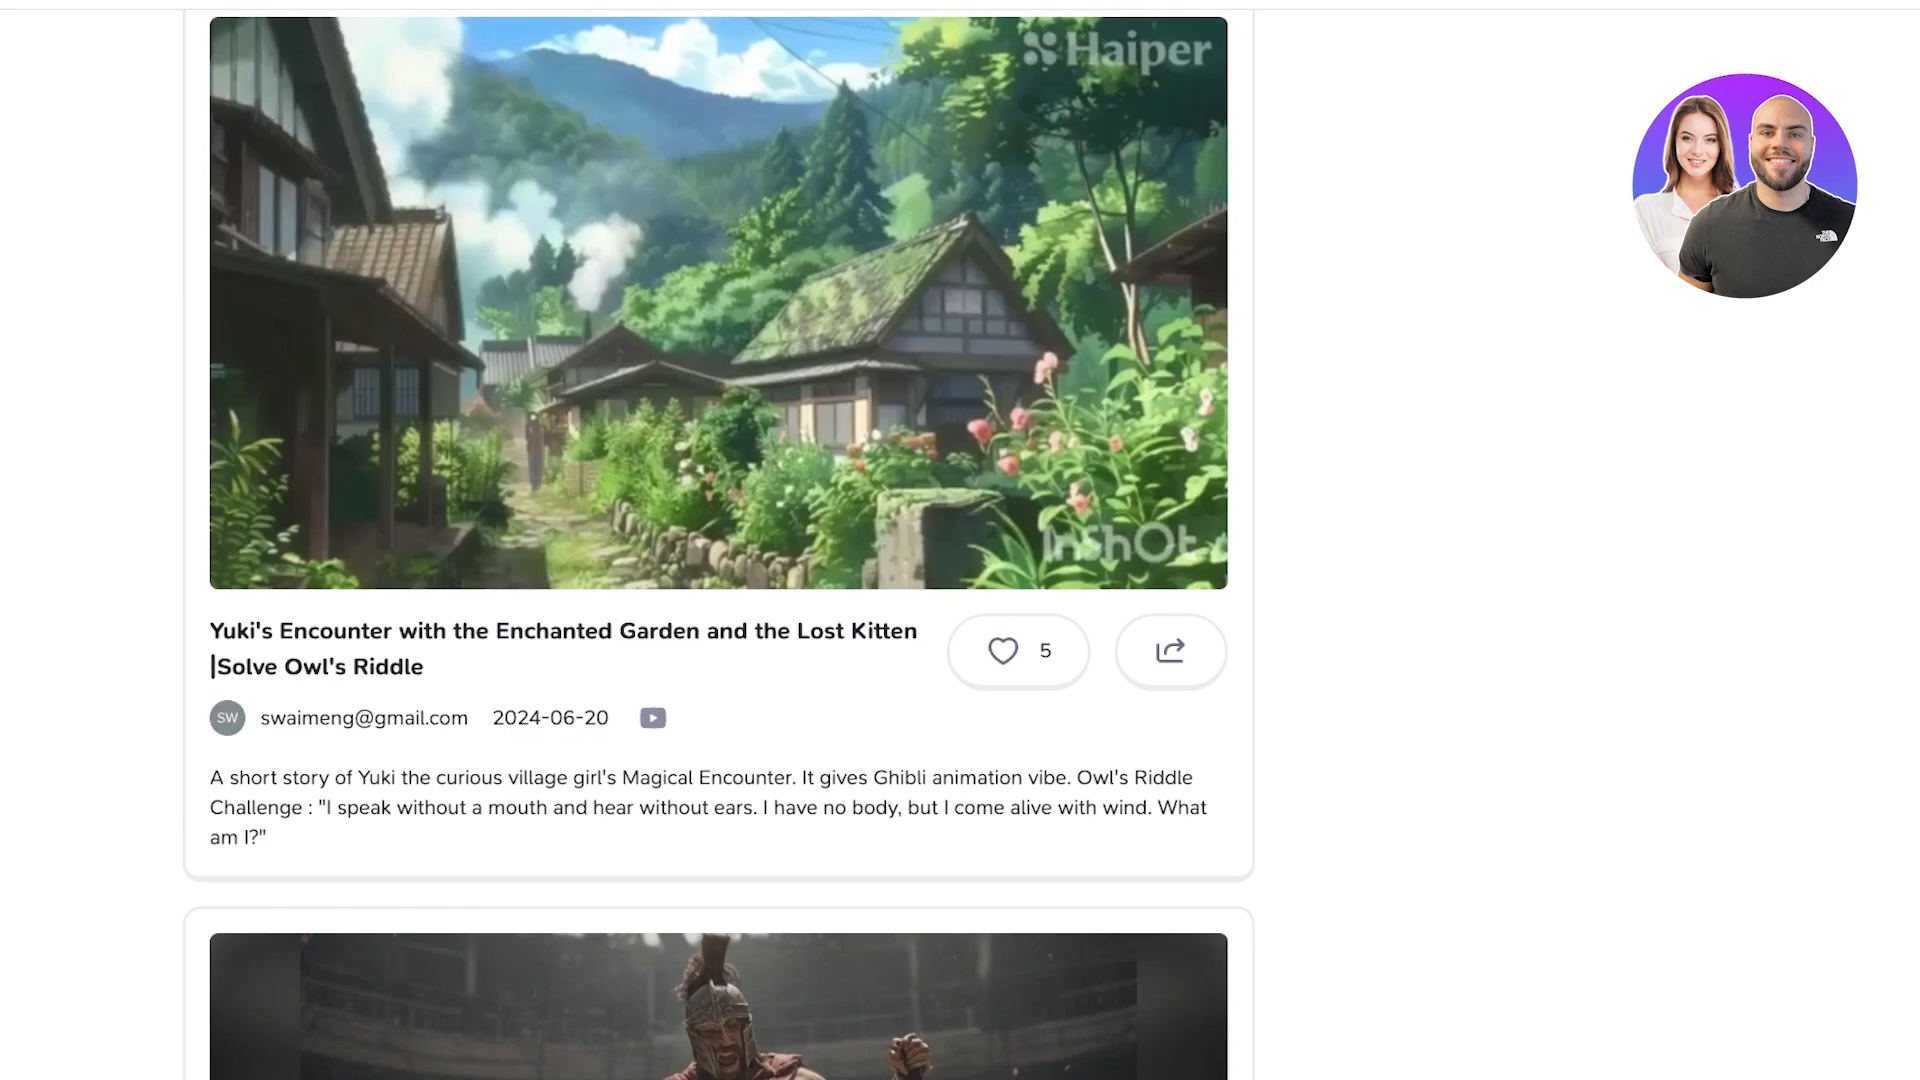 Haiper
InShOt
Yuki's Encounter with the Enchanted Garden and the Lost Kitten
|Solve Owl's Riddle
5
SW
swaimeng@gmail.com 2024-06-20
A short story of Yuki the curious village girl's Magical Encounter. It gives Ghibli animation vibe. Owl's Riddle
Challenge : "I speak without a mouth and hear without ears. I have no body, but I come alive with wind. What
am I?"
THE
NORTH
FACE